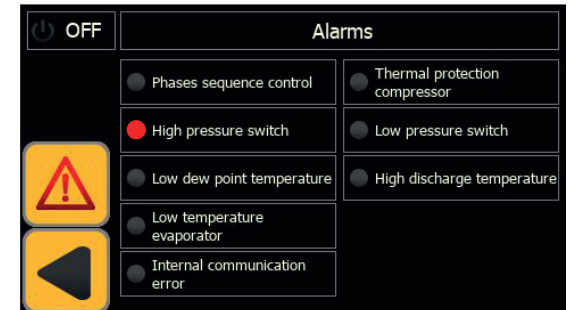 OFF
Alarms
Phases sequence control
Thermal protection
compressor
High pressure switch
Low pressure switch
Low dew point temperature
High discharge temperature
Low temperature
evaporator
Internal communication
error